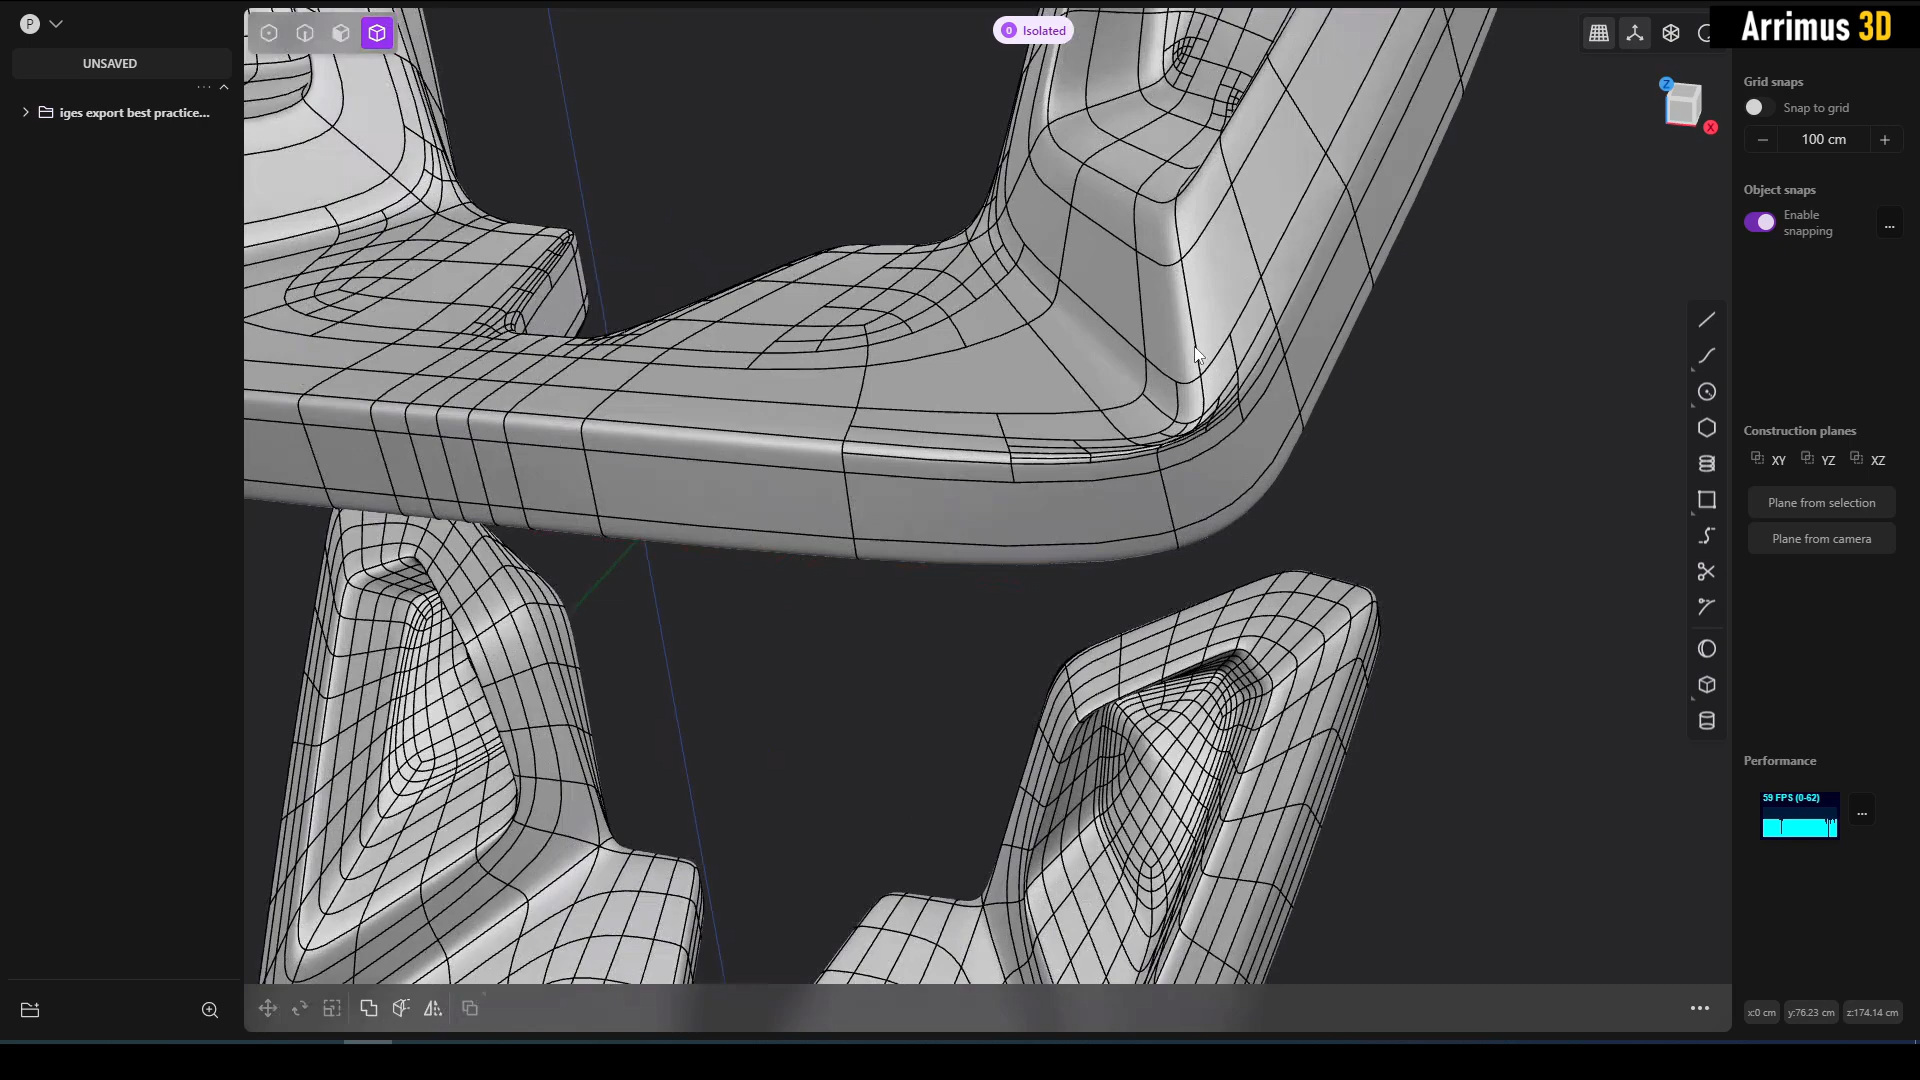 P
UNSAVED
iges export best practice...
0 Isolated
Arrimus 3D
Z
X
Grid snaps
Snap to grid
100 cm
Object snaps
Enable
snapping
Construction planes
XY YZ XZ
Plane from selection
Plane from camera
Performance
59 FPS (0-62)
x:0 cm y:76.23 cm z:174.14 cm